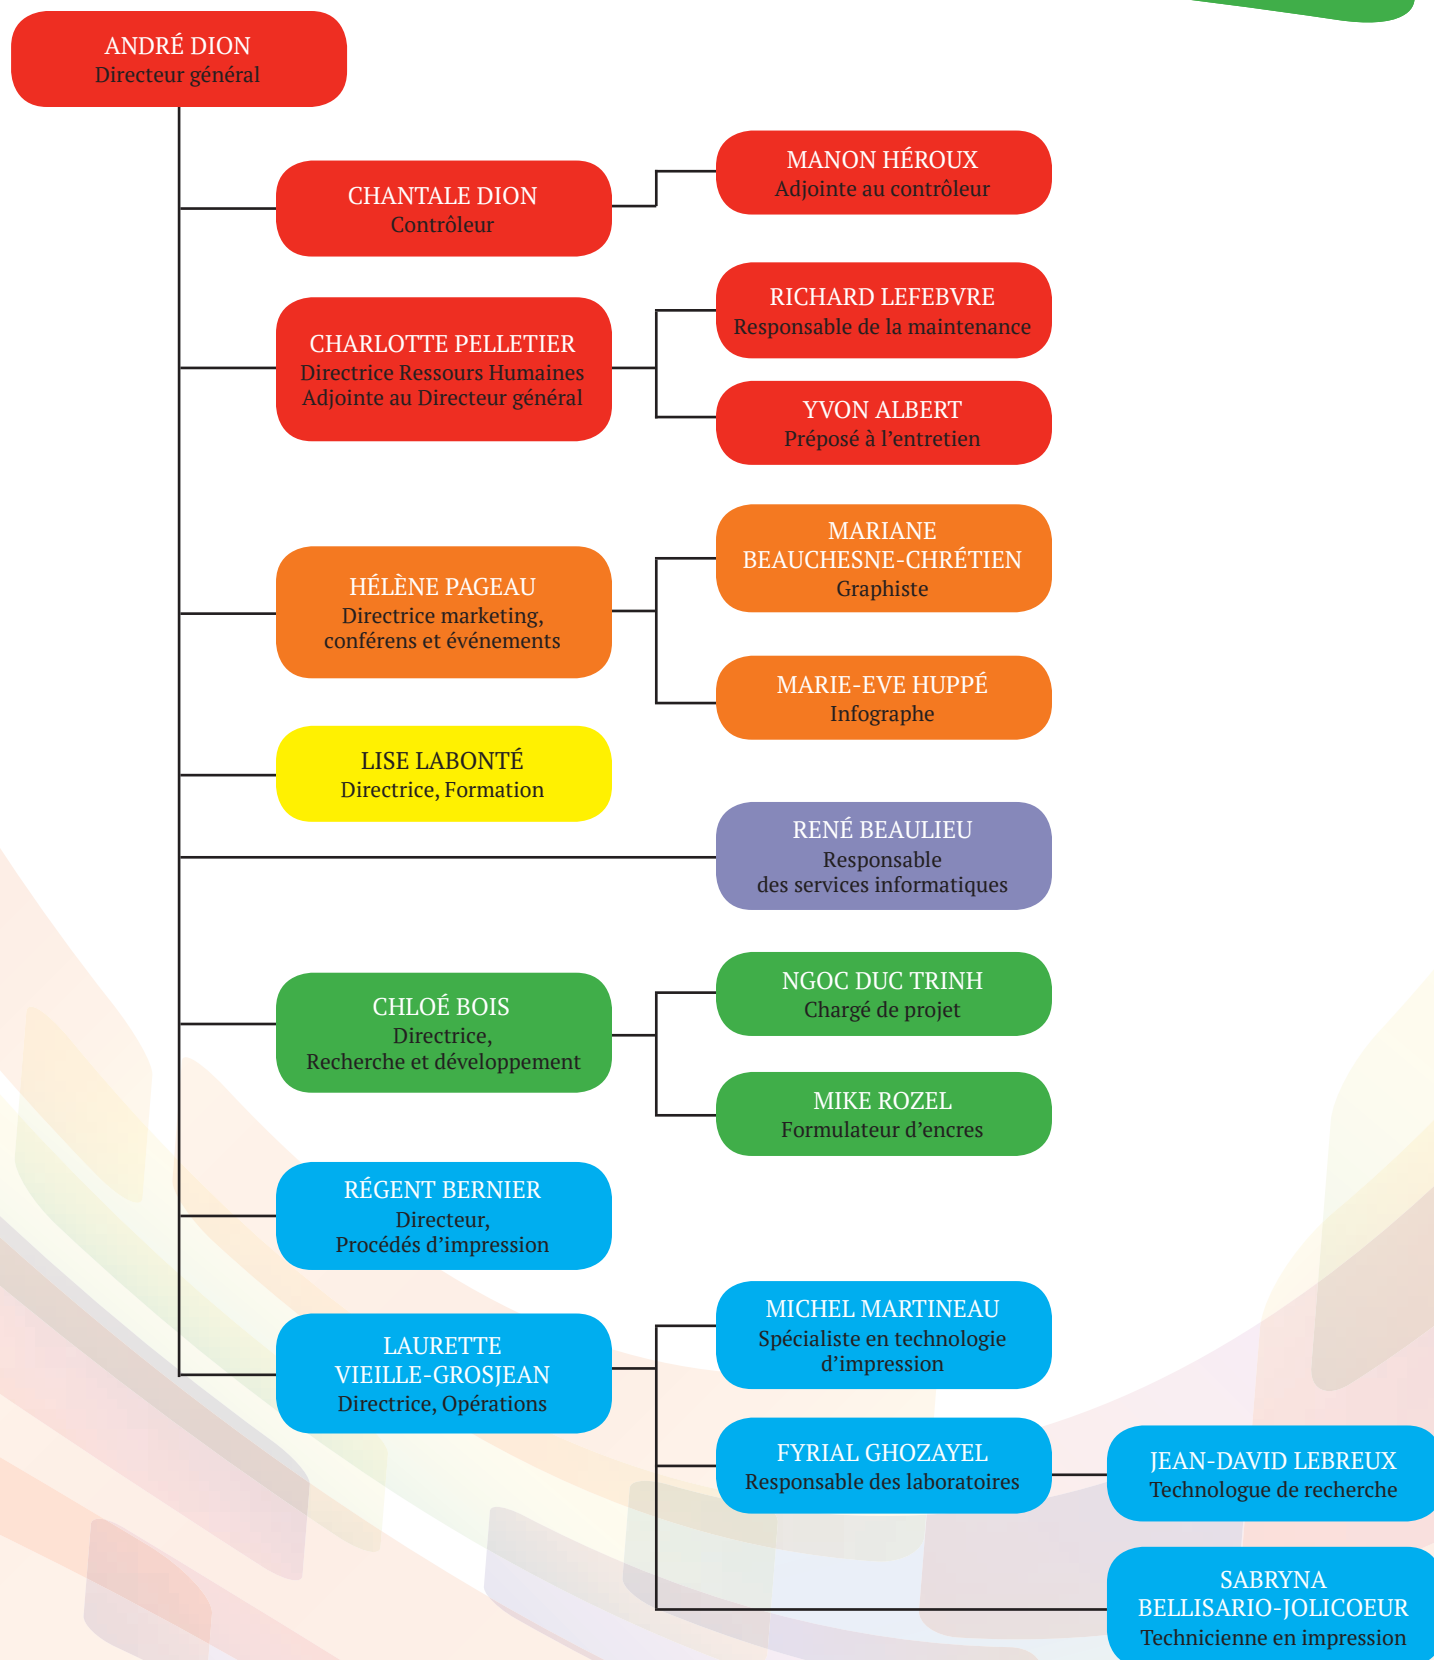 ANDRÉ DION
Directeur général
CHANTALE DION
Contrôleur
MANON HÉROUX
Adjointe au contrôleur
CHARLOTTE PELLETIER
Directrice Ressours Humaines
Adjointe au Directeur général
RICHARD LEFEBVRE
Responsable de la maintenance
YVON ALBERT
Préposé à l'entretien
HÉLÈNE PAGEAU
Directrice marketing,
conférens et événements
MARIANE
BEAUCHESNE-CHRÉTIEN
Graphiste
MARIE-EVE HUPPÉ
Infographe
LISE LABONTÉ
Directrice, Formation
RENÉ BEAULIEU
Responsable
des services informatiques
CHLOÉ BOIS
Directrice,
Recherche et développement
NGOC DUC TRINH
Chargé de projet
MIKE ROZEL
Formulateur d'encres
RÉGENT BERNIER
Directeur,
Procédés d'impression
LAURETTE
VIEILLE-GROSJEAN
Directrice, Opérations
MICHEL MARTINEAU
Spécialiste en technologie
d'impression
FYRIAL GHOZAYEL
Responsable des laboratoires
JEAN-DAVID LEBREUX
Technologue de recherche
SABRYNA
BELLISARIO-JOLICOEUR
Technicienne en impression